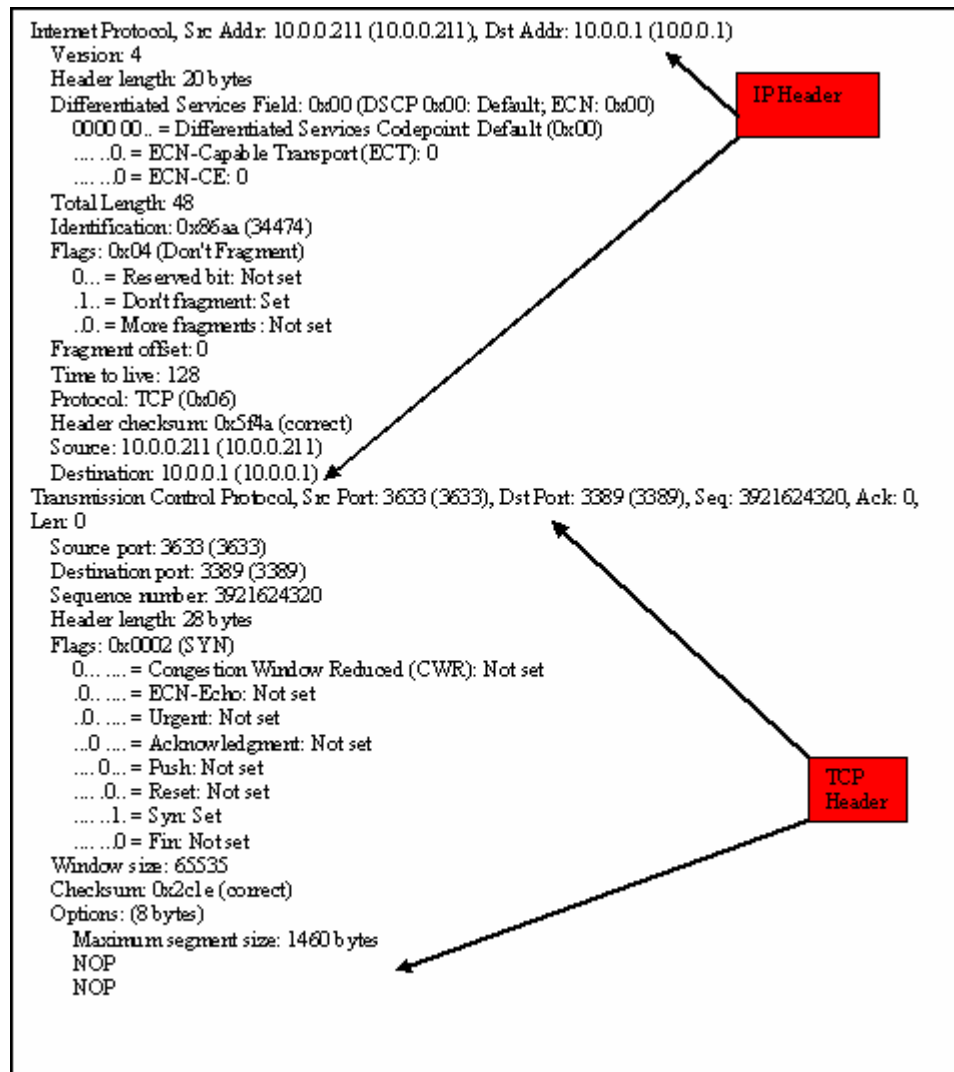 Internet Protocol, Src Addr: 10.0.0.211 (10.0.0.211), Dst Addr: 10.0.0.1 (10.0.0.1)
Version: 4
Header length: 20 bytes
Differentiated Services Field: 0x00 (DSCP 0x00: Default; ECN: 0x00)
0000 00.. = Differentiated Services Codepoint: Default (0x00)
.... ..0. = ECN-Capable Transport (ECT): 0
.... ...0 = ECN-CE: 0
Total Length: 48
Identification: 0x86aa (34474)
Flags: 0x04 (Don't Fragment)
0... = Reserved bit: Not set
.1.. = Don't fragment: Set
..0. = More fragments: Not set
Fragment offset: 0
Time to live: 128
Protocol: TCP (0x06)
Header checksum: 0x5f4a (correct)
Source: 10.0.0.211 (10.0.0.211)
Destination: 10.0.0.1 (10.0.0.1)
IP Header
Transmission Control Protocol, Src Port: 3633 (3633), Dst Port: 3389 (3389), Seq: 3921624320, Ack: 0,
Len: 0
Source port: 3633 (3633)
Destination port: 3389 (3389)
Sequence number: 3921624320
Header length: 28 bytes
Flags: 0x0002 (SYN)
0... .... = Congestion Window Reduced (CWR): Not set
.0.. .... = ECN-Echo: Not set
..0. .... = Urgent: Not set
...0 .... = Acknowledgment: Not set
.... 0... = Push: Not set
.... .0.. = Reset: Not set
.... ..1. = Syn: Set
.... ...0 = Fin: Not set
Window size: 65535
Checksum: 0x2c1e (correct)
Options: (8 bytes)
Maximum segment size: 1460 bytes
NOP
NOP
TCP
Header